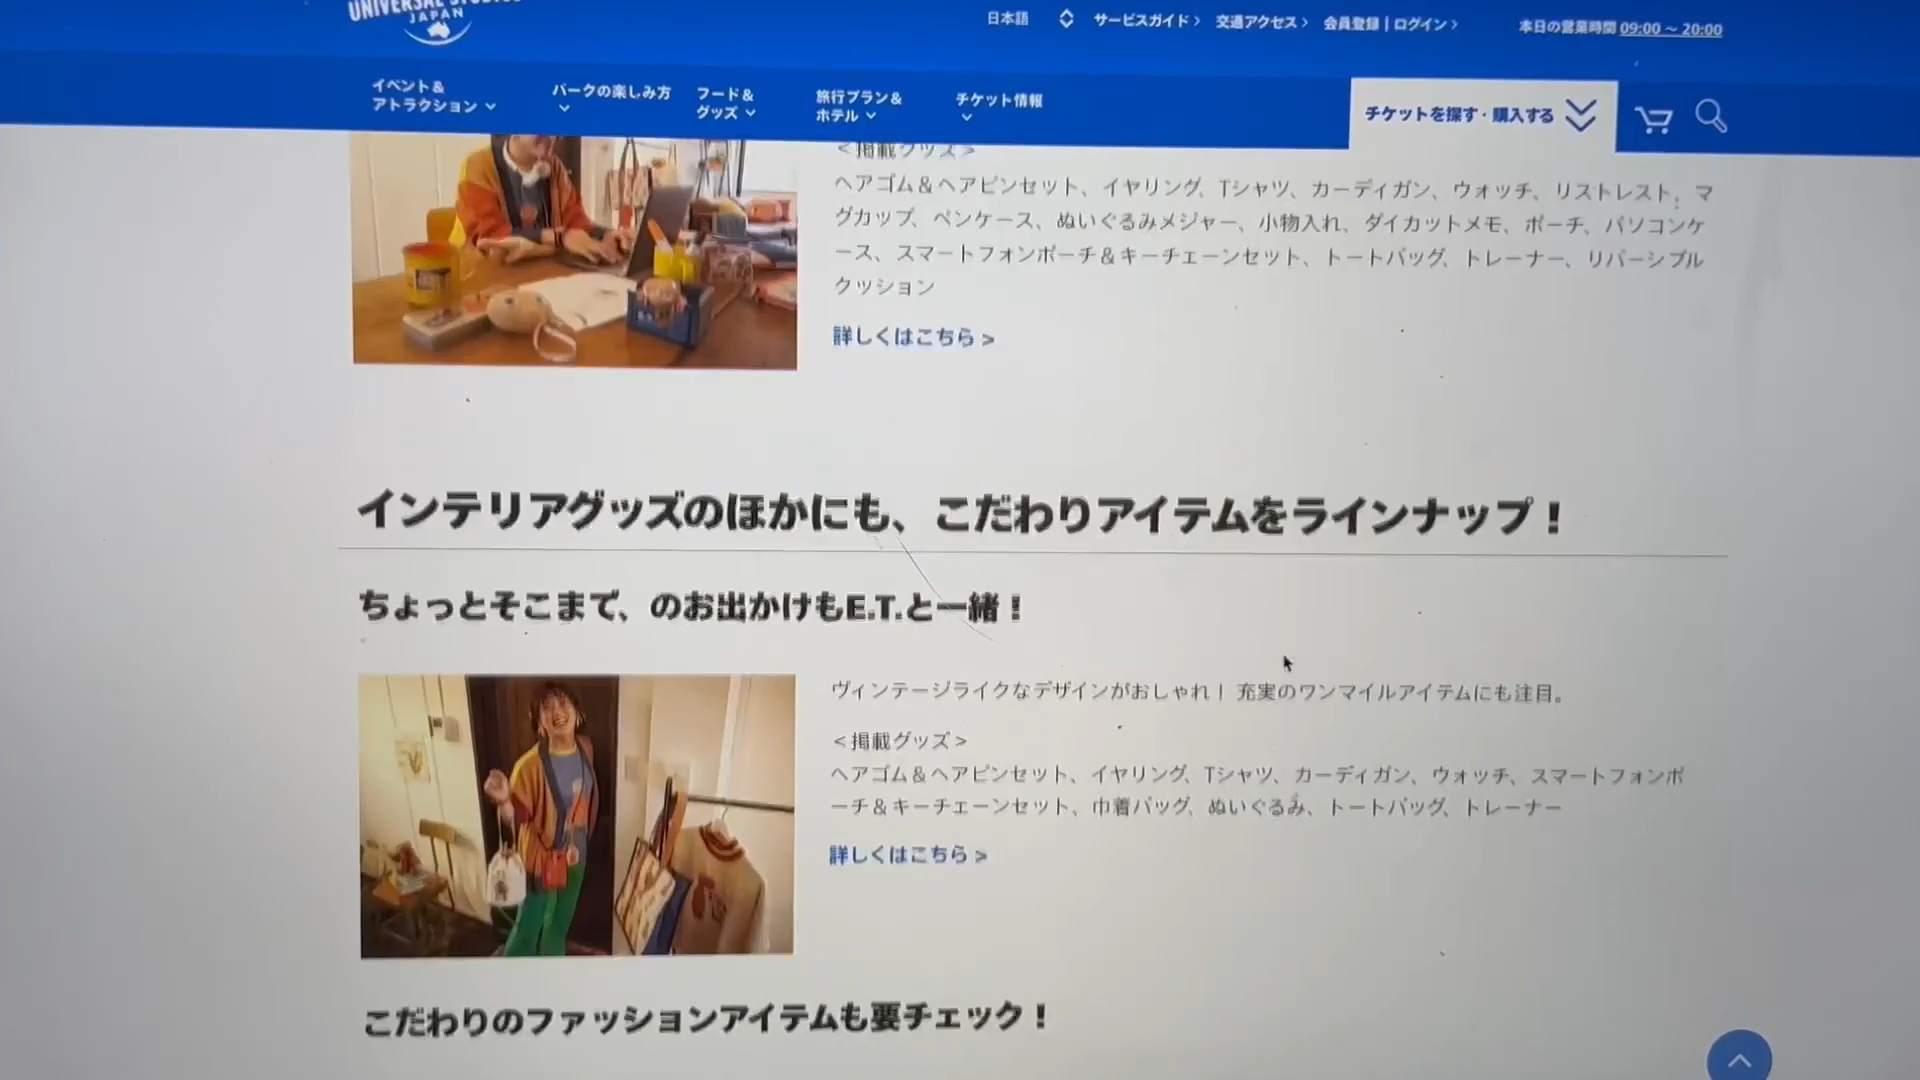 UNIVERSAL STUDIOS
JAPAN
日本語
サービスガイド >
交通アクセス >
会員登録 | ログイン >
本日の営業時間 09:00 ~ 20:00
イベント&
アトラクション
パークの楽しみ方
フード&
グッズ
旅行プラン&
ホテル
チケット情報
チケットを探す・購入する
<掲載グッズ>
ヘアゴム&ヘアピンセット、イヤリング、Tシャツ、カーディガン、ウォッチ、リストレスト、マ
グカップ、ペンケース、ぬいぐるみメジャー、小物入れ、ダイカットメモ、ポーチ、パソコンケ
ース、スマートフォンポーチ&キーチェーンセット、トートバッグ、トレーナー、リバーシブル
クッション
詳しくはこちら >
インテリアグッズのほかにも、こだわりアイテムをラインナップ!
ちょっとそこまで、のお出かけもE.T.と一緒!
ヴィンテージライクなデザインがおしゃれ! 充実のワンマイルアイテムにも注目。
<掲載グッズ>
ヘアゴム&ヘアピンセット、イヤリング、Tシャツ、カーディガン、ウォッチ、スマートフォンポ
ーチ&キーチェーンセット、巾着バッグ、ぬいぐるみ、トートバッグ、トレーナー
詳しくはこちら >
こだわりのファッションアイテムも要チェック!